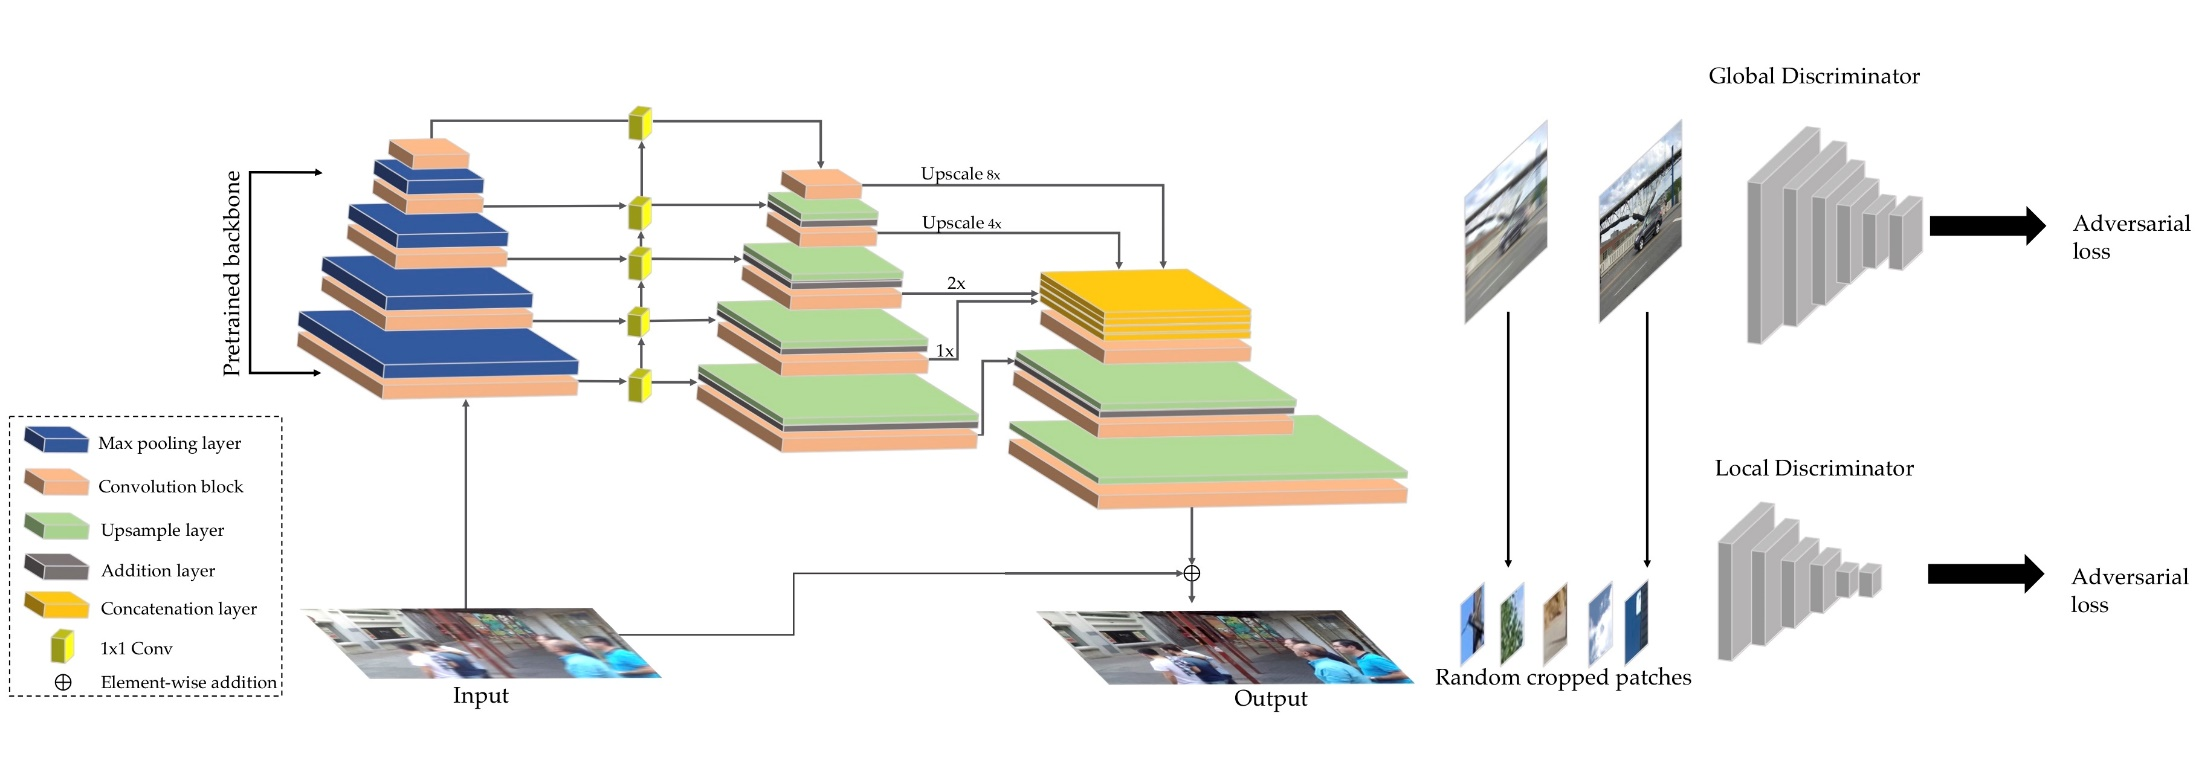 Global Discriminator
Upscale 8x
Upscale 4x
2x
1x
Pretrained backbone
Adversarial
loss
Max pooling layer
Convolution block
Upsample layer
Addition layer
Concatenation layer
1x1 Conv
Element-wise addition
Input
Output
Local Discriminator
Random cropped patches
Adversarial
loss